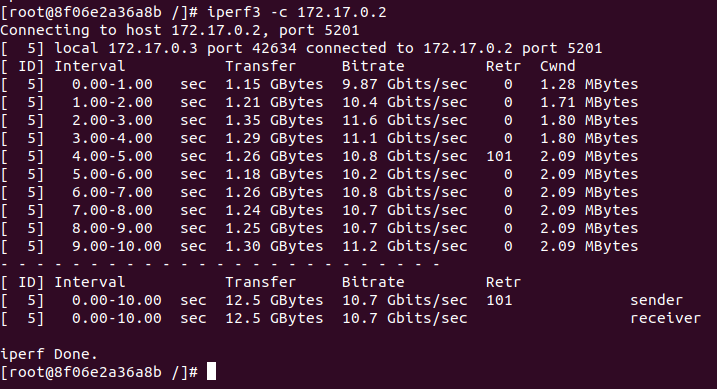 [root@8f06e2a36a8b /]# iperf3 -c 172.17.0.2
Connecting to host 172.17.0.2, port 5201
[  5] local 172.17.0.3 port 42634 connected to 172.17.0.2 port 5201
[ ID] Interval           Transfer     Bitrate         Retr  Cwnd
[  5]   0.00-1.00   sec  1.15 GBytes  9.87 Gbits/sec    0   1.28 MBytes
[  5]   1.00-2.00   sec  1.21 GBytes  10.4 Gbits/sec    0   1.71 MBytes
[  5]   2.00-3.00   sec  1.35 GBytes  11.6 Gbits/sec    0   1.80 MBytes
[  5]   3.00-4.00   sec  1.29 GBytes  11.1 Gbits/sec    0   1.80 MBytes
[  5]   4.00-5.00   sec  1.26 GBytes  10.8 Gbits/sec  101   2.09 MBytes
[  5]   5.00-6.00   sec  1.18 GBytes  10.2 Gbits/sec    0   2.09 MBytes
[  5]   6.00-7.00   sec  1.26 GBytes  10.8 Gbits/sec    0   2.09 MBytes
[  5]   7.00-8.00   sec  1.24 GBytes  10.7 Gbits/sec    0   2.09 MBytes
[  5]   8.00-9.00   sec  1.25 GBytes  10.7 Gbits/sec    0   2.09 MBytes
[  5]   9.00-10.00  sec  1.30 GBytes  11.2 Gbits/sec    0   2.09 MBytes
- - - - - - - - - - - - - - - - - - - - - - - - -
[ ID] Interval           Transfer     Bitrate         Retr
[  5]   0.00-10.00  sec  12.5 GBytes  10.7 Gbits/sec  101             sender
[  5]   0.00-10.00  sec  12.5 GBytes  10.7 Gbits/sec                  receiver

iperf Done.
[root@8f06e2a36a8b /]#